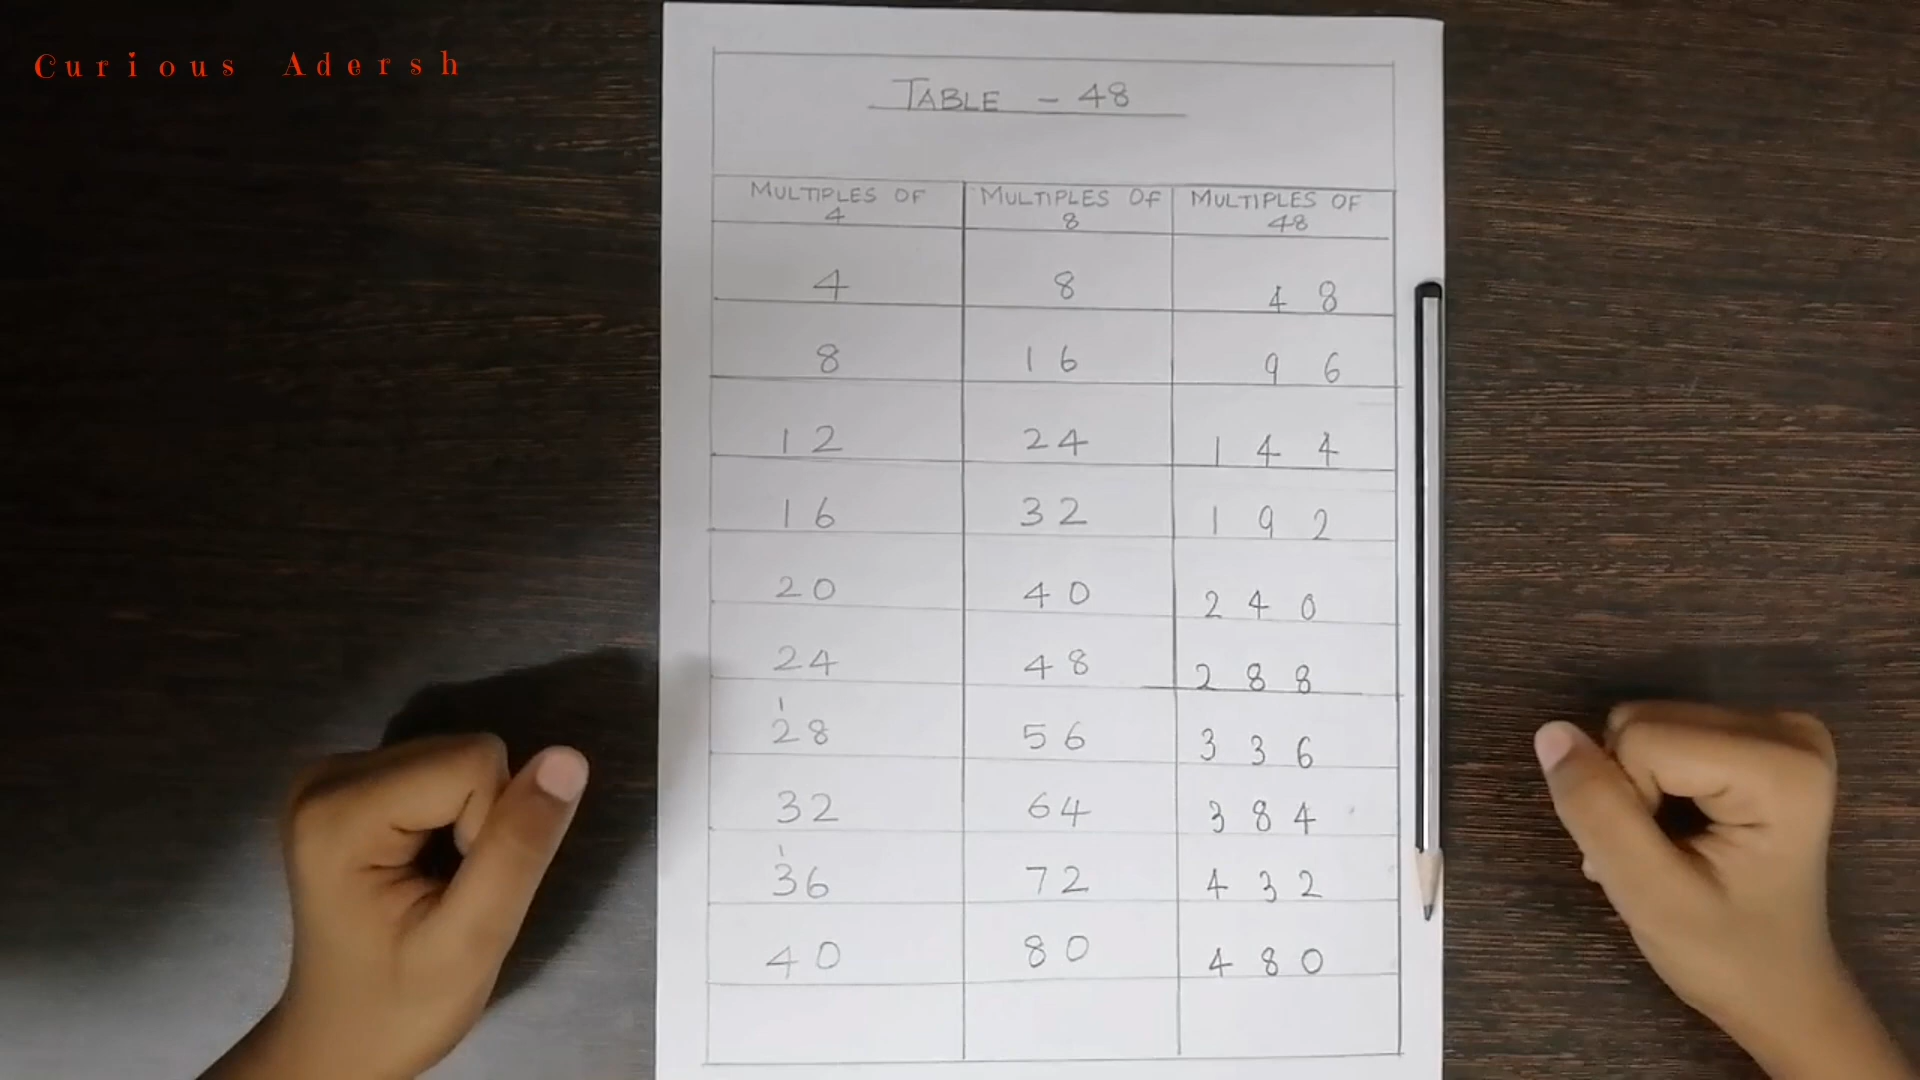 Curious Adersh
TABLE - 48
MULTIPLES OF 4 MULTIPLES OF 8 MULTIPLES OF 48
4 8 48
8 16 96
12 24 144
16 32 192
20 40 240
24 48 288
1
28 56 336
32 64 384
1
36 72 432
40 80 480